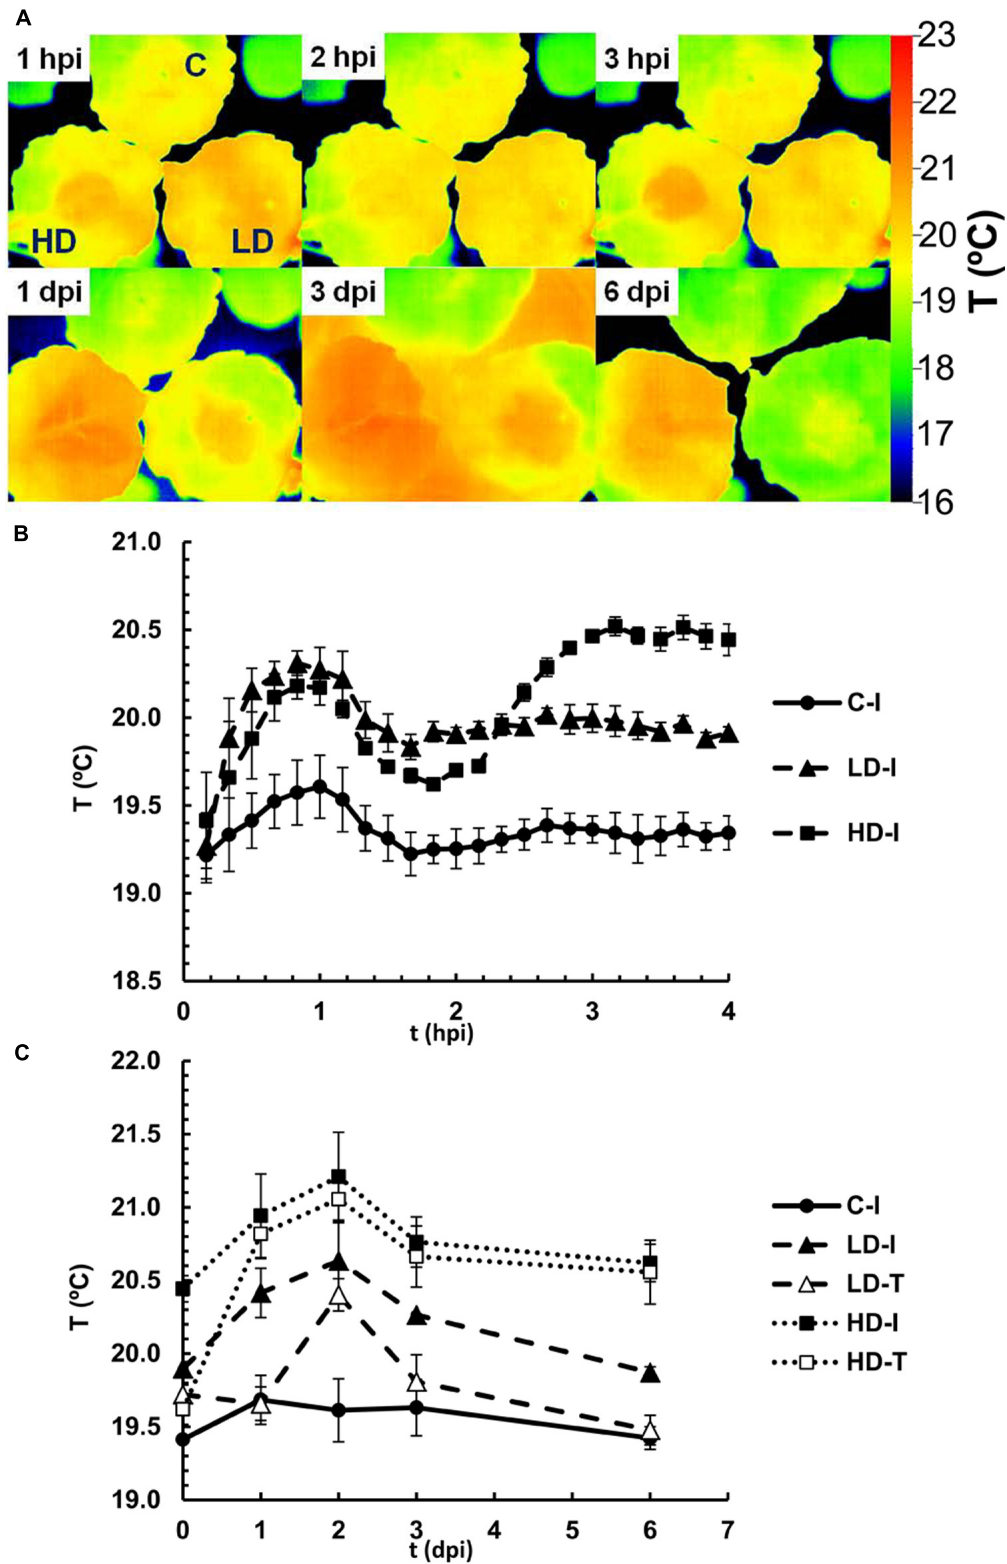 A
1 hpi
C
2 hpi
3 hpi
HD
LD
1 dpi
3 dpi
6 dpi
23
22
21
20
19
18
17
16
T (ºC)
B
21.0
20.5
20.0
19.5
19.0
18.5
T (ºC)
0 1 2 3 4
t (hpi)
C-I
LD-I
HD-I
C
22.0
21.5
21.0
20.5
20.0
19.5
19.0
T (ºC)
0 1 2 3 4 5 6 7
t (dpi)
C-I
LD-I
LD-T
HD-I
HD-T